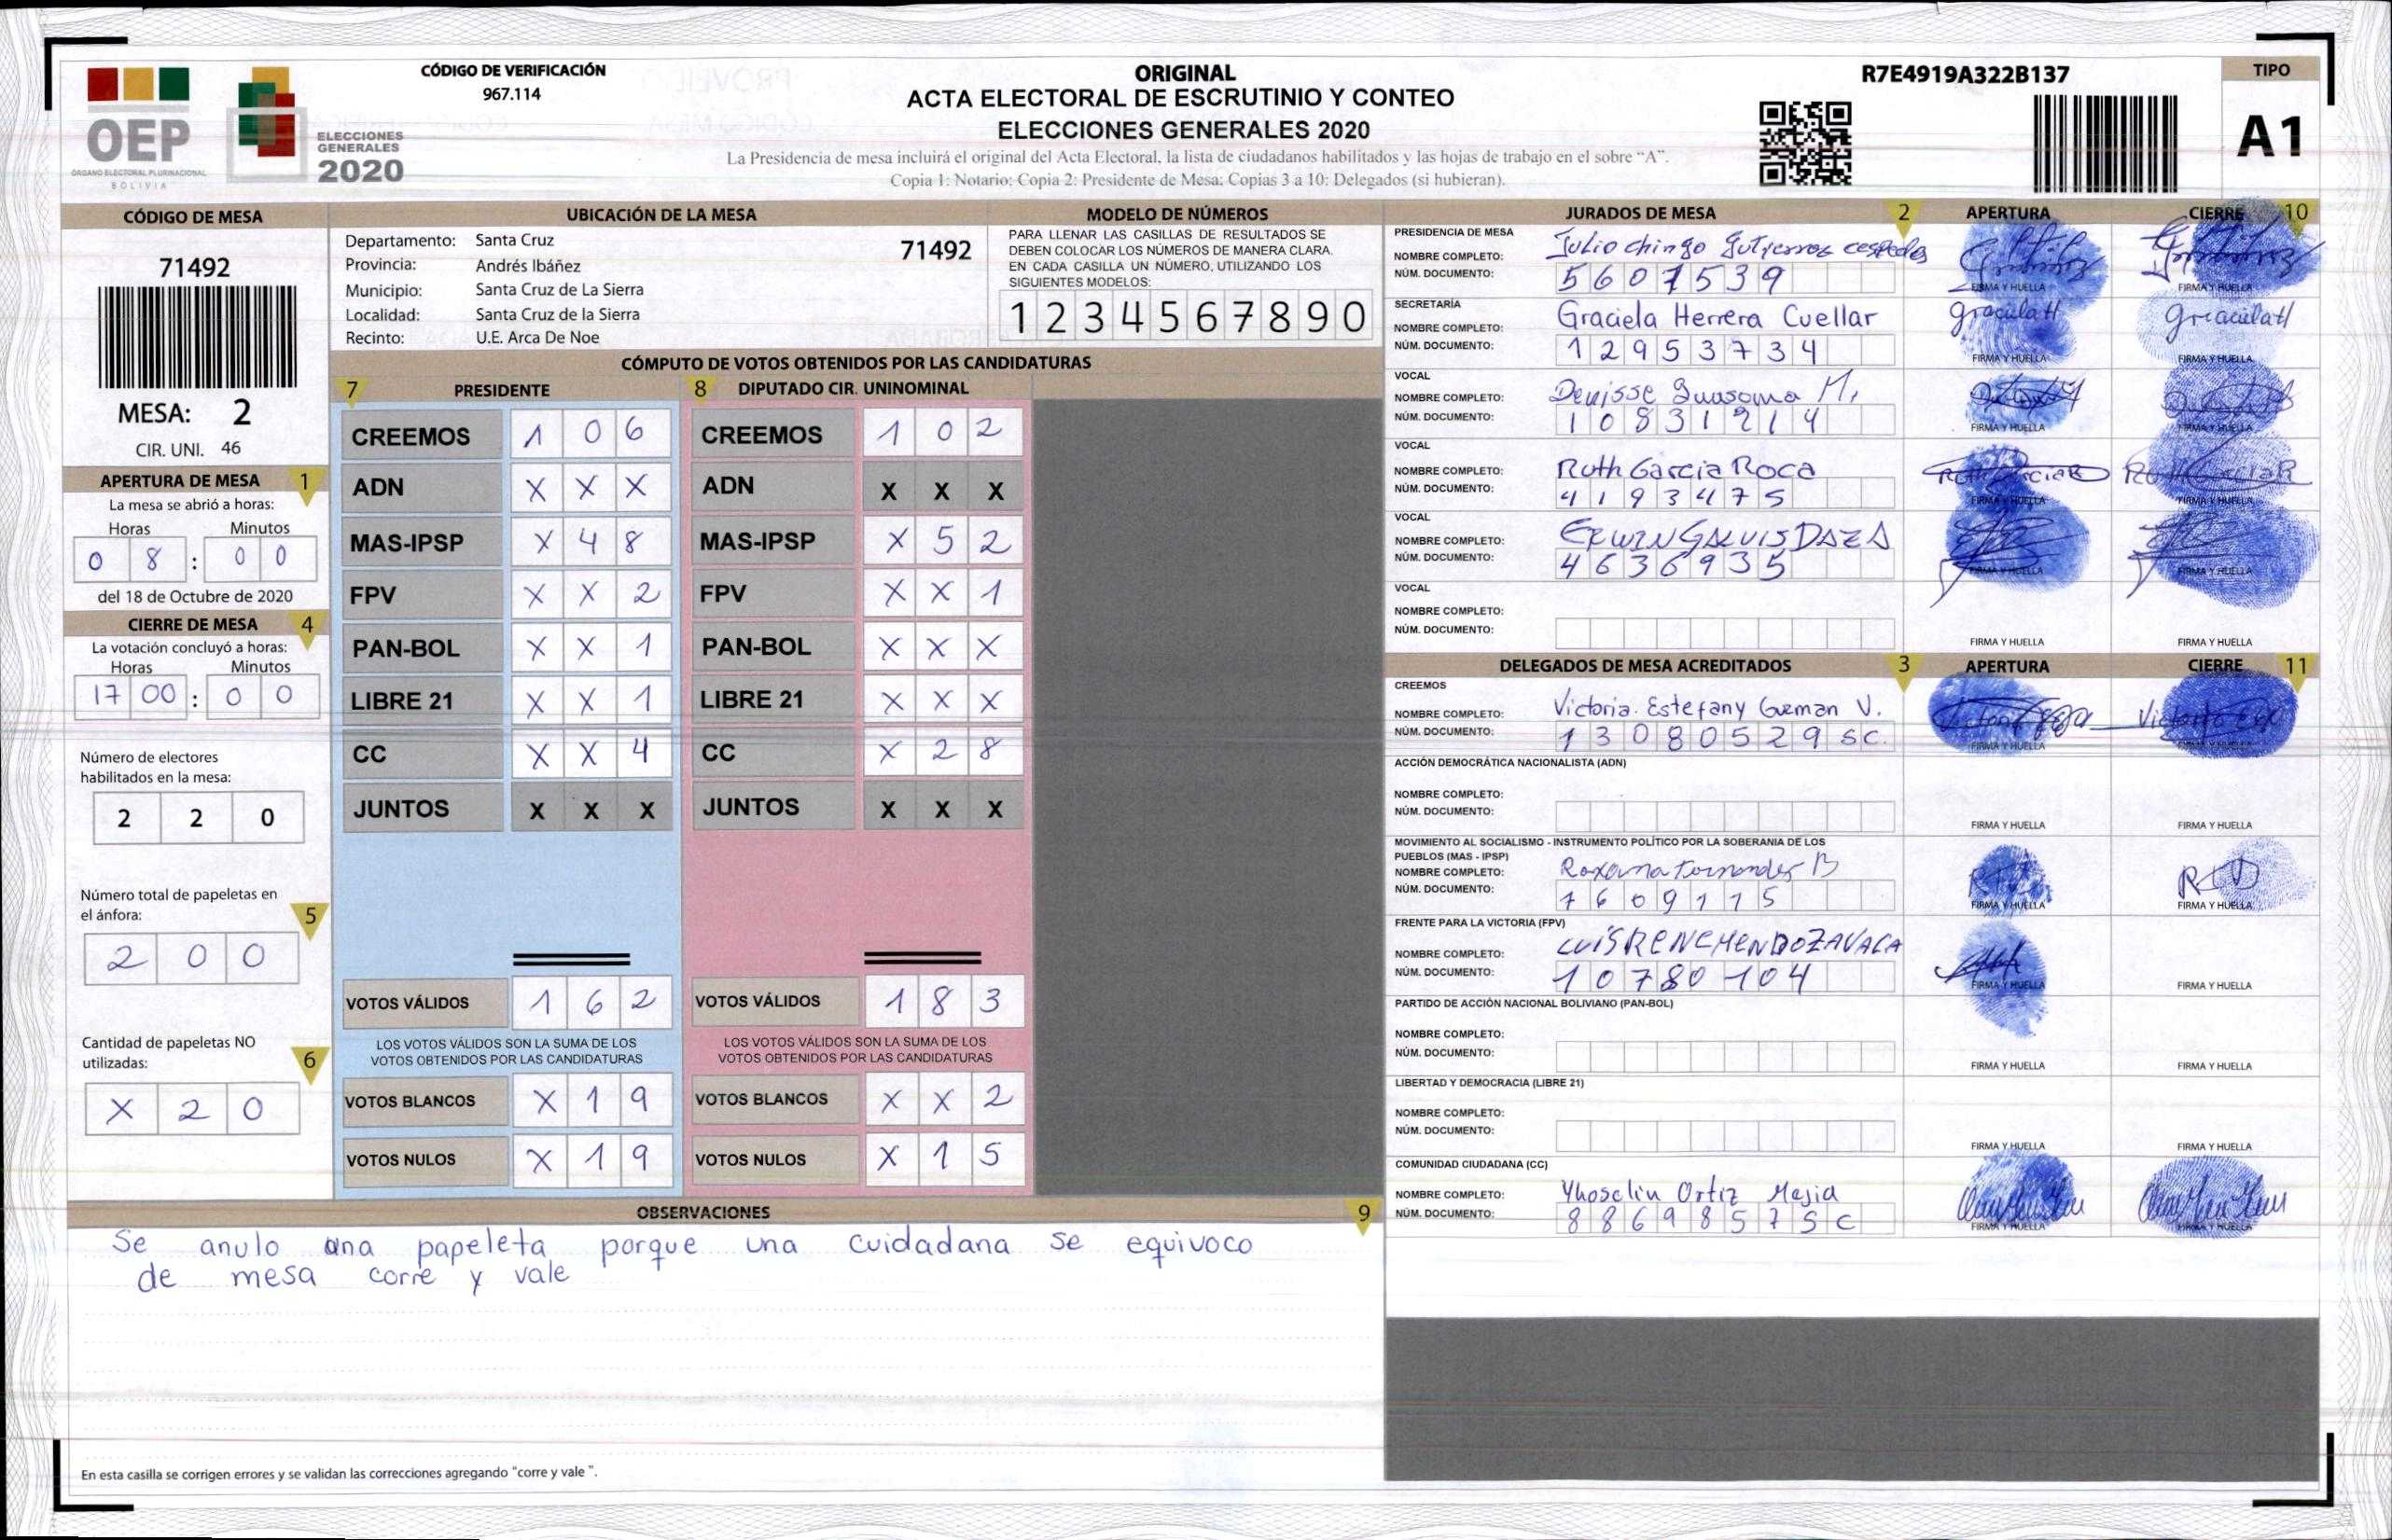 OEP
ÓRGANO ELECTORAL PLURINACIONAL
BOLIVIA
ELECCIONES
GENERALES
2020
CÓDIGO DE VERIFICACIÓN
967.114
ORIGINAL
ACTA ELECTORAL DE ESCRUTINIO Y CONTEO
ELECCIONES GENERALES 2020
La Presidencia de mesa incluirá el original del Acta Electoral, la lista de ciudadanos habilitados y las hojas de trabajo en el sobre “A”.
Copia 1: Notario; Copia 2: Presidente de Mesa; Copias 3 a 10: Delegados (si hubieran).
R7E4919A322B137
TIPO
A1
CÓDIGO DE MESA
71492
MESA: 2
CIR. UNI. 46
APERTURA DE MESA 1
La mesa se abrió a horas:
Horas Minutos
0 8 : 0 0
del 18 de Octubre de 2020
CIERRE DE MESA 4
La votación concluyó a horas:
Horas Minutos
17 00 : 0 0
Número de electores
habilitados en la mesa:
2 2 0
Número total de papeletas en
el ánfora: 5
2 0 0
Cantidad de papeletas NO
utilizadas: 6
X 2 0
UBICACIÓN DE LA MESA
Departamento: Santa Cruz 71492
Provincia: Andrés Ibáñez
Municipio: Santa Cruz de La Sierra
Localidad: Santa Cruz de la Sierra
Recinto: U.E. Arca De Noe
MODELO DE NÚMEROS
PARA LLENAR LAS CASILLAS DE RESULTADOS SE
DEBEN COLOCAR LOS NÚMEROS DE MANERA CLARA.
EN CADA CASILLA UN NÚMERO, UTILIZANDO LOS
SIGUIENTES MODELOS:
1 2 3 4 5 6 7 8 9 0
CÓMPUTO DE VOTOS OBTENIDOS POR LAS CANDIDATURAS
7 PRESIDENTE
CREEMOS 1 0 6
ADN X X X
MAS-IPSP X 4 8
FPV X X 2
PAN-BOL X X 1
LIBRE 21 X X 1
CC X X 4
JUNTOS X X X
VOTOS VÁLIDOS 1 6 2
LOS VOTOS VÁLIDOS SON LA SUMA DE LOS
VOTOS OBTENIDOS POR LAS CANDIDATURAS
VOTOS BLANCOS X 1 9
VOTOS NULOS X 1 9
8 DIPUTADO CIR. UNINOMINAL
CREEMOS 1 0 2
ADN X X X
MAS-IPSP X 5 2
FPV X X 1
PAN-BOL X X X
LIBRE 21 X X X
CC X 2 8
JUNTOS X X X
VOTOS VÁLIDOS 1 8 3
LOS VOTOS VÁLIDOS SON LA SUMA DE LOS
VOTOS OBTENIDOS POR LAS CANDIDATURAS
VOTOS BLANCOS X X 2
VOTOS NULOS X 1 5
OBSERVACIONES 9
Se anulo ana papeleta porque una cuidadana se equivoco
de mesa corre y vale
En esta casilla se corrigen errores y se validan las correcciones agregando “corre y vale ”.
JURADOS DE MESA 2 APERTURA CIERRE 10
PRESIDENCIA DE MESA
NOMBRE COMPLETO: Julio chingo Gutierres cespedes
NÚM. DOCUMENTO: 5 6 0 1 5 3 9
FIRMA Y HUELLA FIRMA Y HUELLA
SECRETARÍA
NOMBRE COMPLETO: Graciela Herrera Cuellar
NÚM. DOCUMENTO: 1 2 9 5 3 7 3 4
FIRMA Y HUELLA FIRMA Y HUELLA
VOCAL
NOMBRE COMPLETO: Denisse Guasoma M.
NÚM. DOCUMENTO: 1 0 8 3 1 9 1 4
FIRMA Y HUELLA FIRMA Y HUELLA
VOCAL
NOMBRE COMPLETO: Ruth Garcia Roca
NÚM. DOCUMENTO: 4 1 9 3 4 7 5
FIRMA Y HUELLA FIRMA Y HUELLA
VOCAL
NOMBRE COMPLETO: ERWIN GALVIS DAZA
NÚM. DOCUMENTO: 4 6 3 6 9 3 5
FIRMA Y HUELLA FIRMA Y HUELLA
VOCAL
NOMBRE COMPLETO:
NÚM. DOCUMENTO:
FIRMA Y HUELLA FIRMA Y HUELLA
DELEGADOS DE MESA ACREDITADOS 3 APERTURA CIERRE 11
CREEMOS
NOMBRE COMPLETO: Victoria Estefany Guzman V.
NÚM. DOCUMENTO: 1 3 0 8 0 5 2 9 SC.
FIRMA Y HUELLA FIRMA Y HUELLA
ACCIÓN DEMOCRÁTICA NACIONALISTA (ADN)
NOMBRE COMPLETO:
NÚM. DOCUMENTO:
FIRMA Y HUELLA FIRMA Y HUELLA
MOVIMIENTO AL SOCIALISMO - INSTRUMENTO POLÍTICO POR LA SOBERANIA DE LOS
PUEBLOS (MAS - IPSP)
NOMBRE COMPLETO: Roxana Fernandez B
NÚM. DOCUMENTO: 7 6 0 9 1 1 5
FIRMA Y HUELLA FIRMA Y HUELLA
FRENTE PARA LA VICTORIA (FPV)
NOMBRE COMPLETO: LUIS RENE MENDOZA VACA
NÚM. DOCUMENTO: 1 0 7 8 0 1 0 4
FIRMA Y HUELLA FIRMA Y HUELLA
PARTIDO DE ACCIÓN NACIONAL BOLIVIANO (PAN-BOL)
NOMBRE COMPLETO:
NÚM. DOCUMENTO:
FIRMA Y HUELLA FIRMA Y HUELLA
LIBERTAD Y DEMOCRACIA (LIBRE 21)
NOMBRE COMPLETO:
NÚM. DOCUMENTO:
FIRMA Y HUELLA FIRMA Y HUELLA
COMUNIDAD CIUDADANA (CC)
NOMBRE COMPLETO: Yhoselin Ortiz Mejia
NÚM. DOCUMENTO: 8 8 6 9 8 5 7 S C
FIRMA Y HUELLA FIRMA Y HUELLA